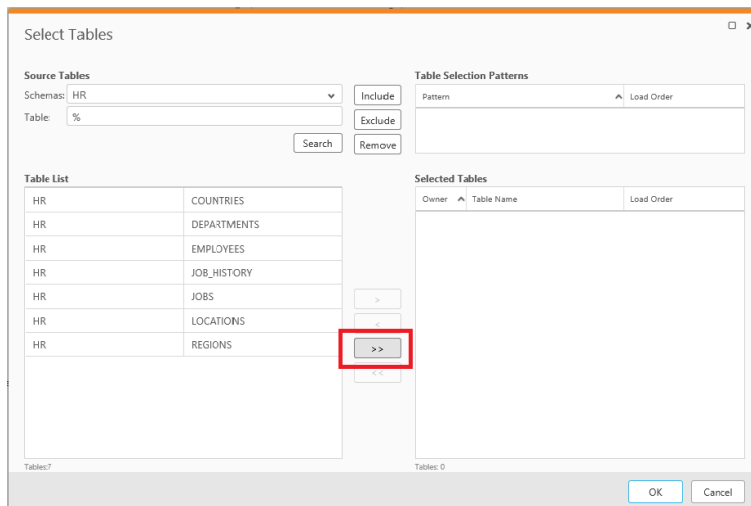 Select Tables
Source Tables
Schemas: HR
Table: %
Search
Include
Exclude
Remove
Table Selection Patterns
Pattern Load Order
Table List
HR COUNTRIES
HR DEPARTMENTS
HR EMPLOYEES
HR JOB_HISTORY
HR JOBS
HR LOCATIONS
HR REGIONS
Tables:7
>
<
>>
<<
Selected Tables
Owner Table Name Load Order
Tables: 0
OK Cancel